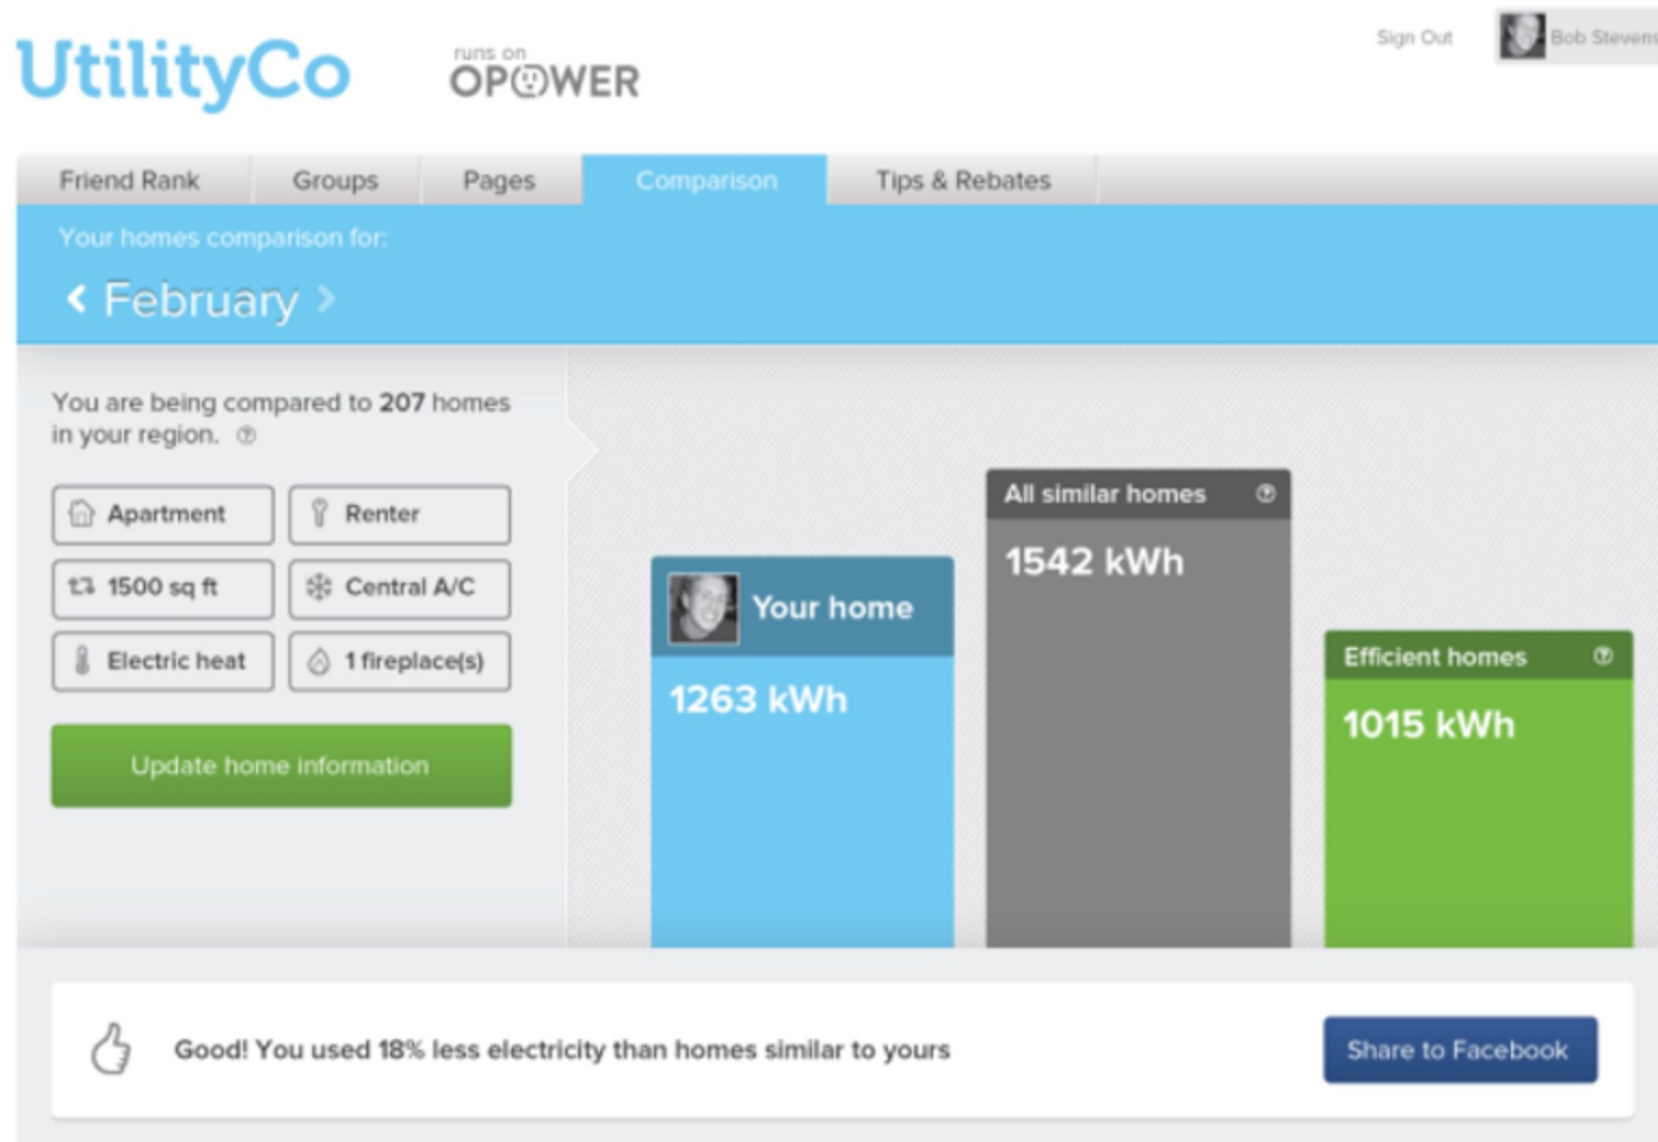 UtilityCo
runs on
OPOWER
Sign Out
Bob Stevens
Friend Rank
Groups
Pages
Comparison
Tips & Rebates
Your homes comparison for:
February
You are being compared to 207 homes
in your region.
Apartment
Renter
1500 sq ft
Central A/C
Electric heat
1 fireplace(s)
Update home information
Your home
1263 kWh
All similar homes
1542 kWh
Efficient homes
1015 kWh
Good! You used 18% less electricity than homes similar to yours
Share to Facebook